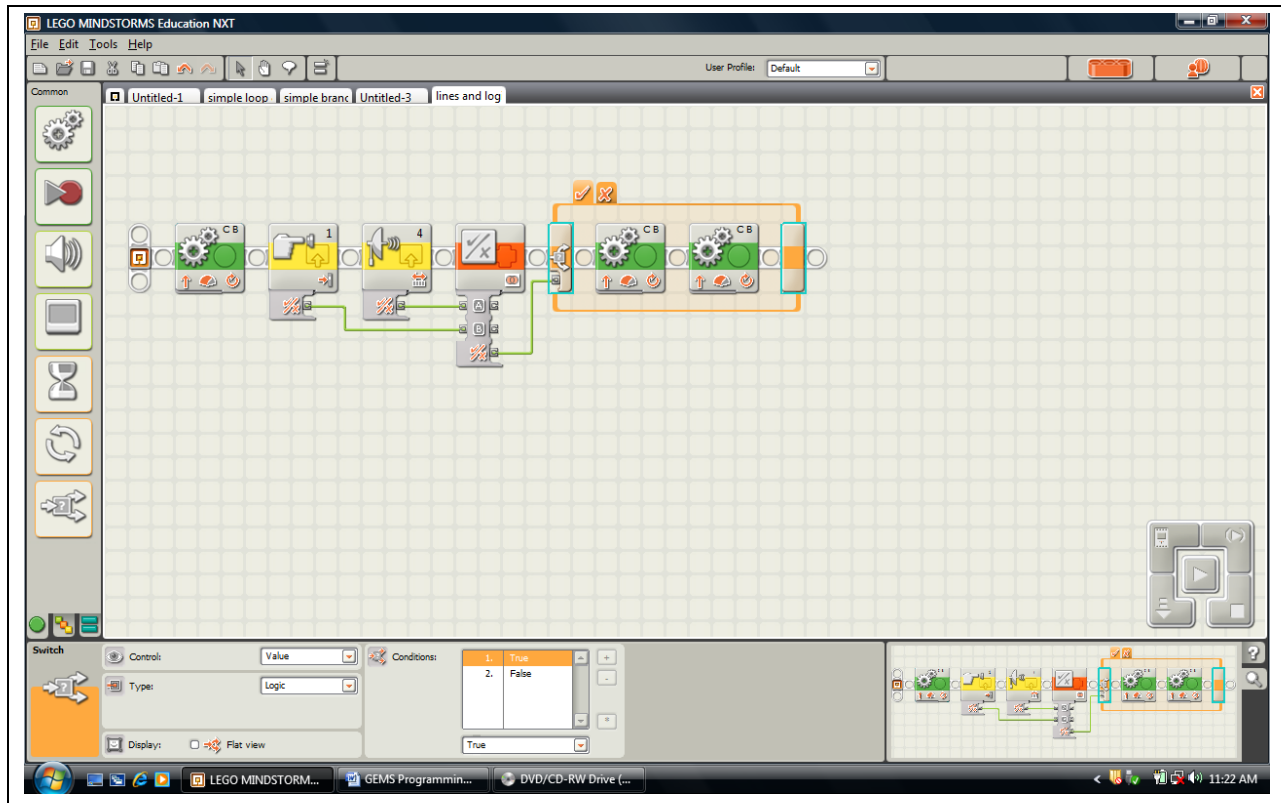 LEGO MINDSTORMS Education NXT
File Edit Tools Help
User Profile: Default
Common
Untitled-1 simple loop simple branc Untitled-3 lines and log
C B 1 4 C B C B
A
B
Switch
Control: Value Conditions: 1. True + ?
2. False -
Type: Logic
Display: Flat view True
LEGO MINDSTORM... GEMS Programmin... DVD/CD-RW Drive (... < 11:22 AM